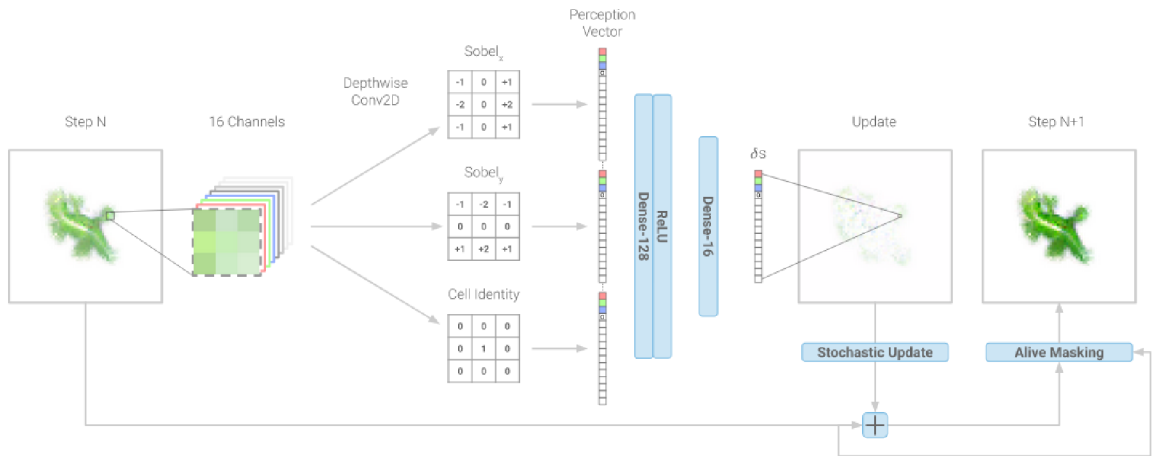 Perception
Vector
Sobelx
Depthwise
Conv2D
-1 0 +1
-2 0 +2
-1 0 +1
Step N
16 Channels
Sobely
-1 -2 -1
0 0 0
+1 +2 +1
Cell Identity
0 0 0
0 1 0
0 0 0
Dense-128
ReLU
Dense-16
δs
Update
Step N+1
Stochastic Update
Alive Masking
+